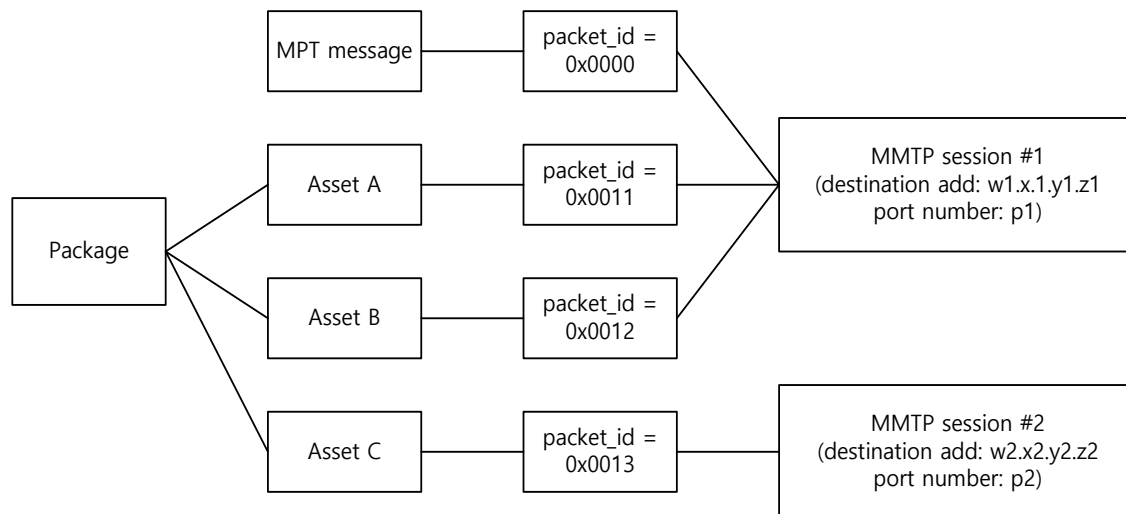 MPT message
packet_id =
0x0000
MMTP session #1
(destination add: w1.x.1.y1.z1
port number: p1)
Asset A
packet_id =
0x0011
Package
Asset B
packet_id =
0x0012
Asset C
packet_id =
0x0013
MMTP session #2
(destination add: w2.x2.y2.z2
port number: p2)